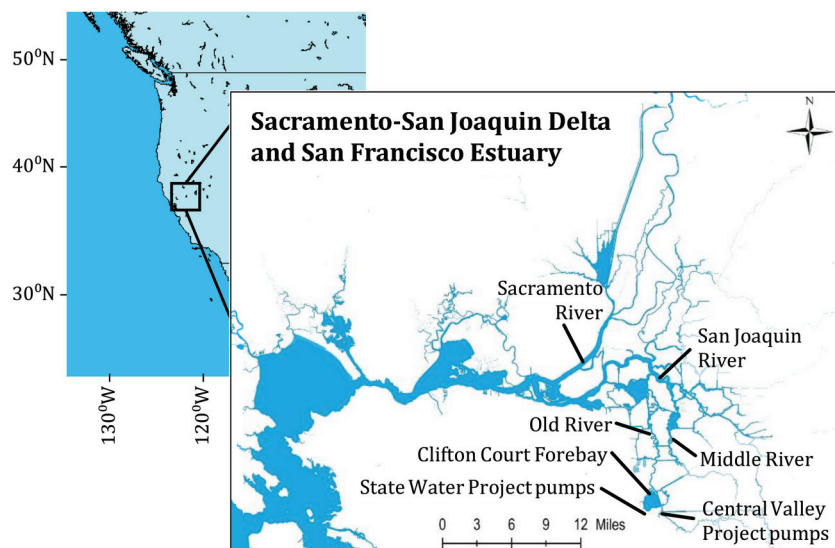 50⁰N
40⁰N
30⁰N
130⁰W
120⁰W
Sacramento-San Joaquin Delta
and San Francisco Estuary
N
Sacramento
River
San Joaquin
River
Old River
Clifton Court Forebay
Middle River
State Water Project pumps
Central Valley
Project pumps
0 3 6 9 12 Miles